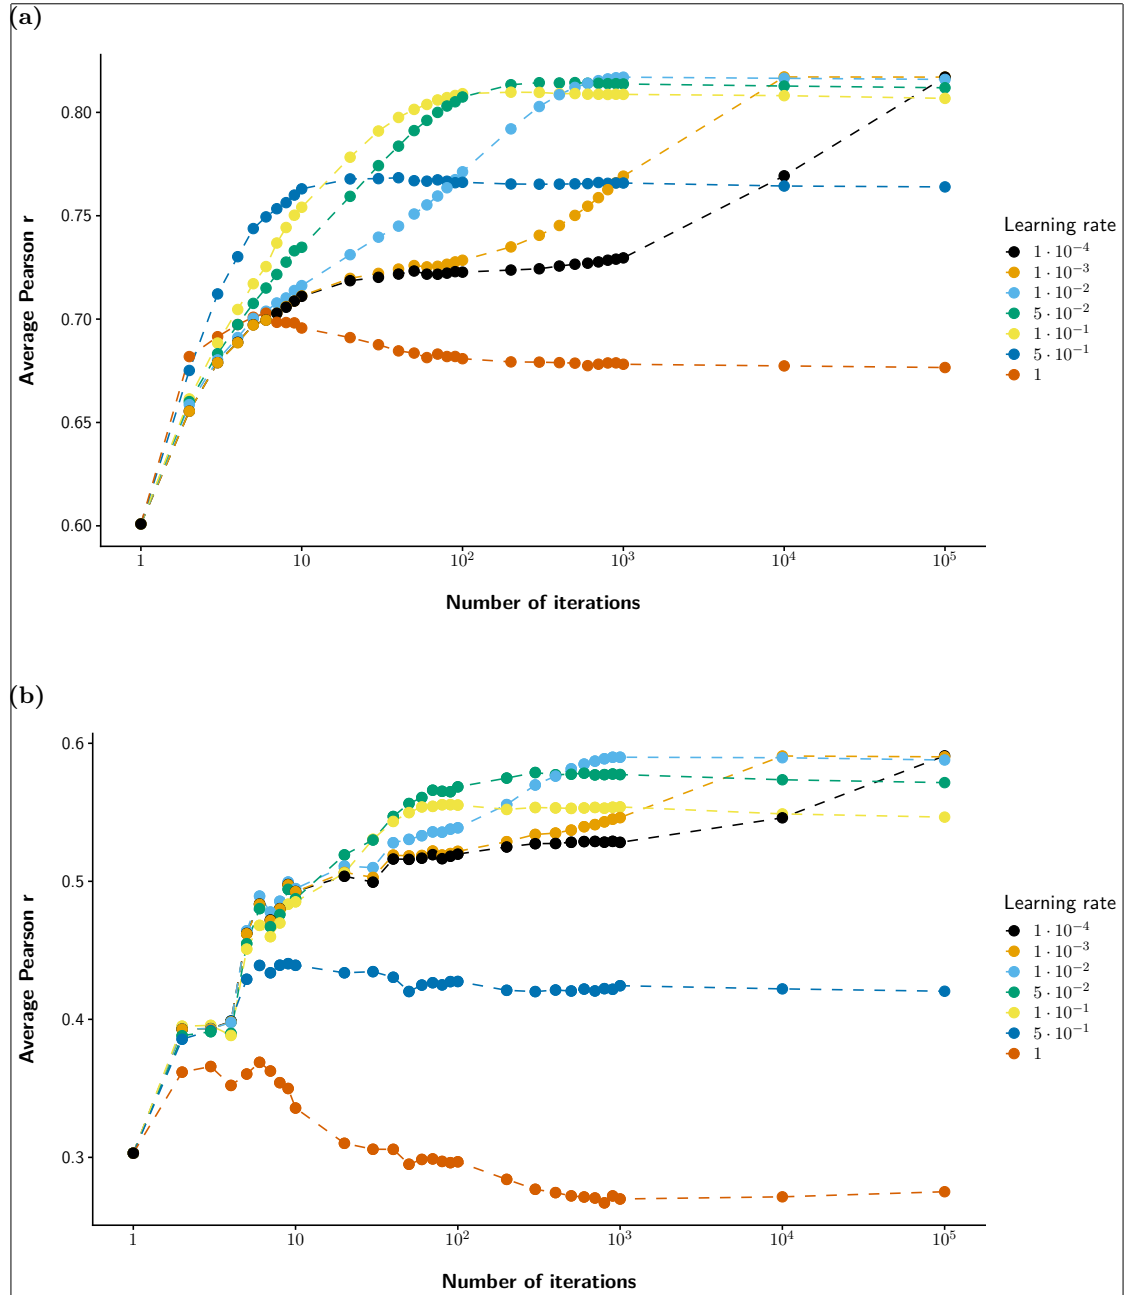 (a)
Average Pearson r
0.80
0.75
0.70
0.65
0.60
1
10
10²
10³
10⁴
10⁵
Number of iterations
Learning rate
1 · 10⁻⁴
1 · 10⁻³
1 · 10⁻²
5 · 10⁻²
1 · 10⁻¹
5 · 10⁻¹
1
(b)
Average Pearson r
0.6
0.5
0.4
0.3
1
10
10²
10³
10⁴
10⁵
Number of iterations
Learning rate
1 · 10⁻⁴
1 · 10⁻³
1 · 10⁻²
5 · 10⁻²
1 · 10⁻¹
5 · 10⁻¹
1